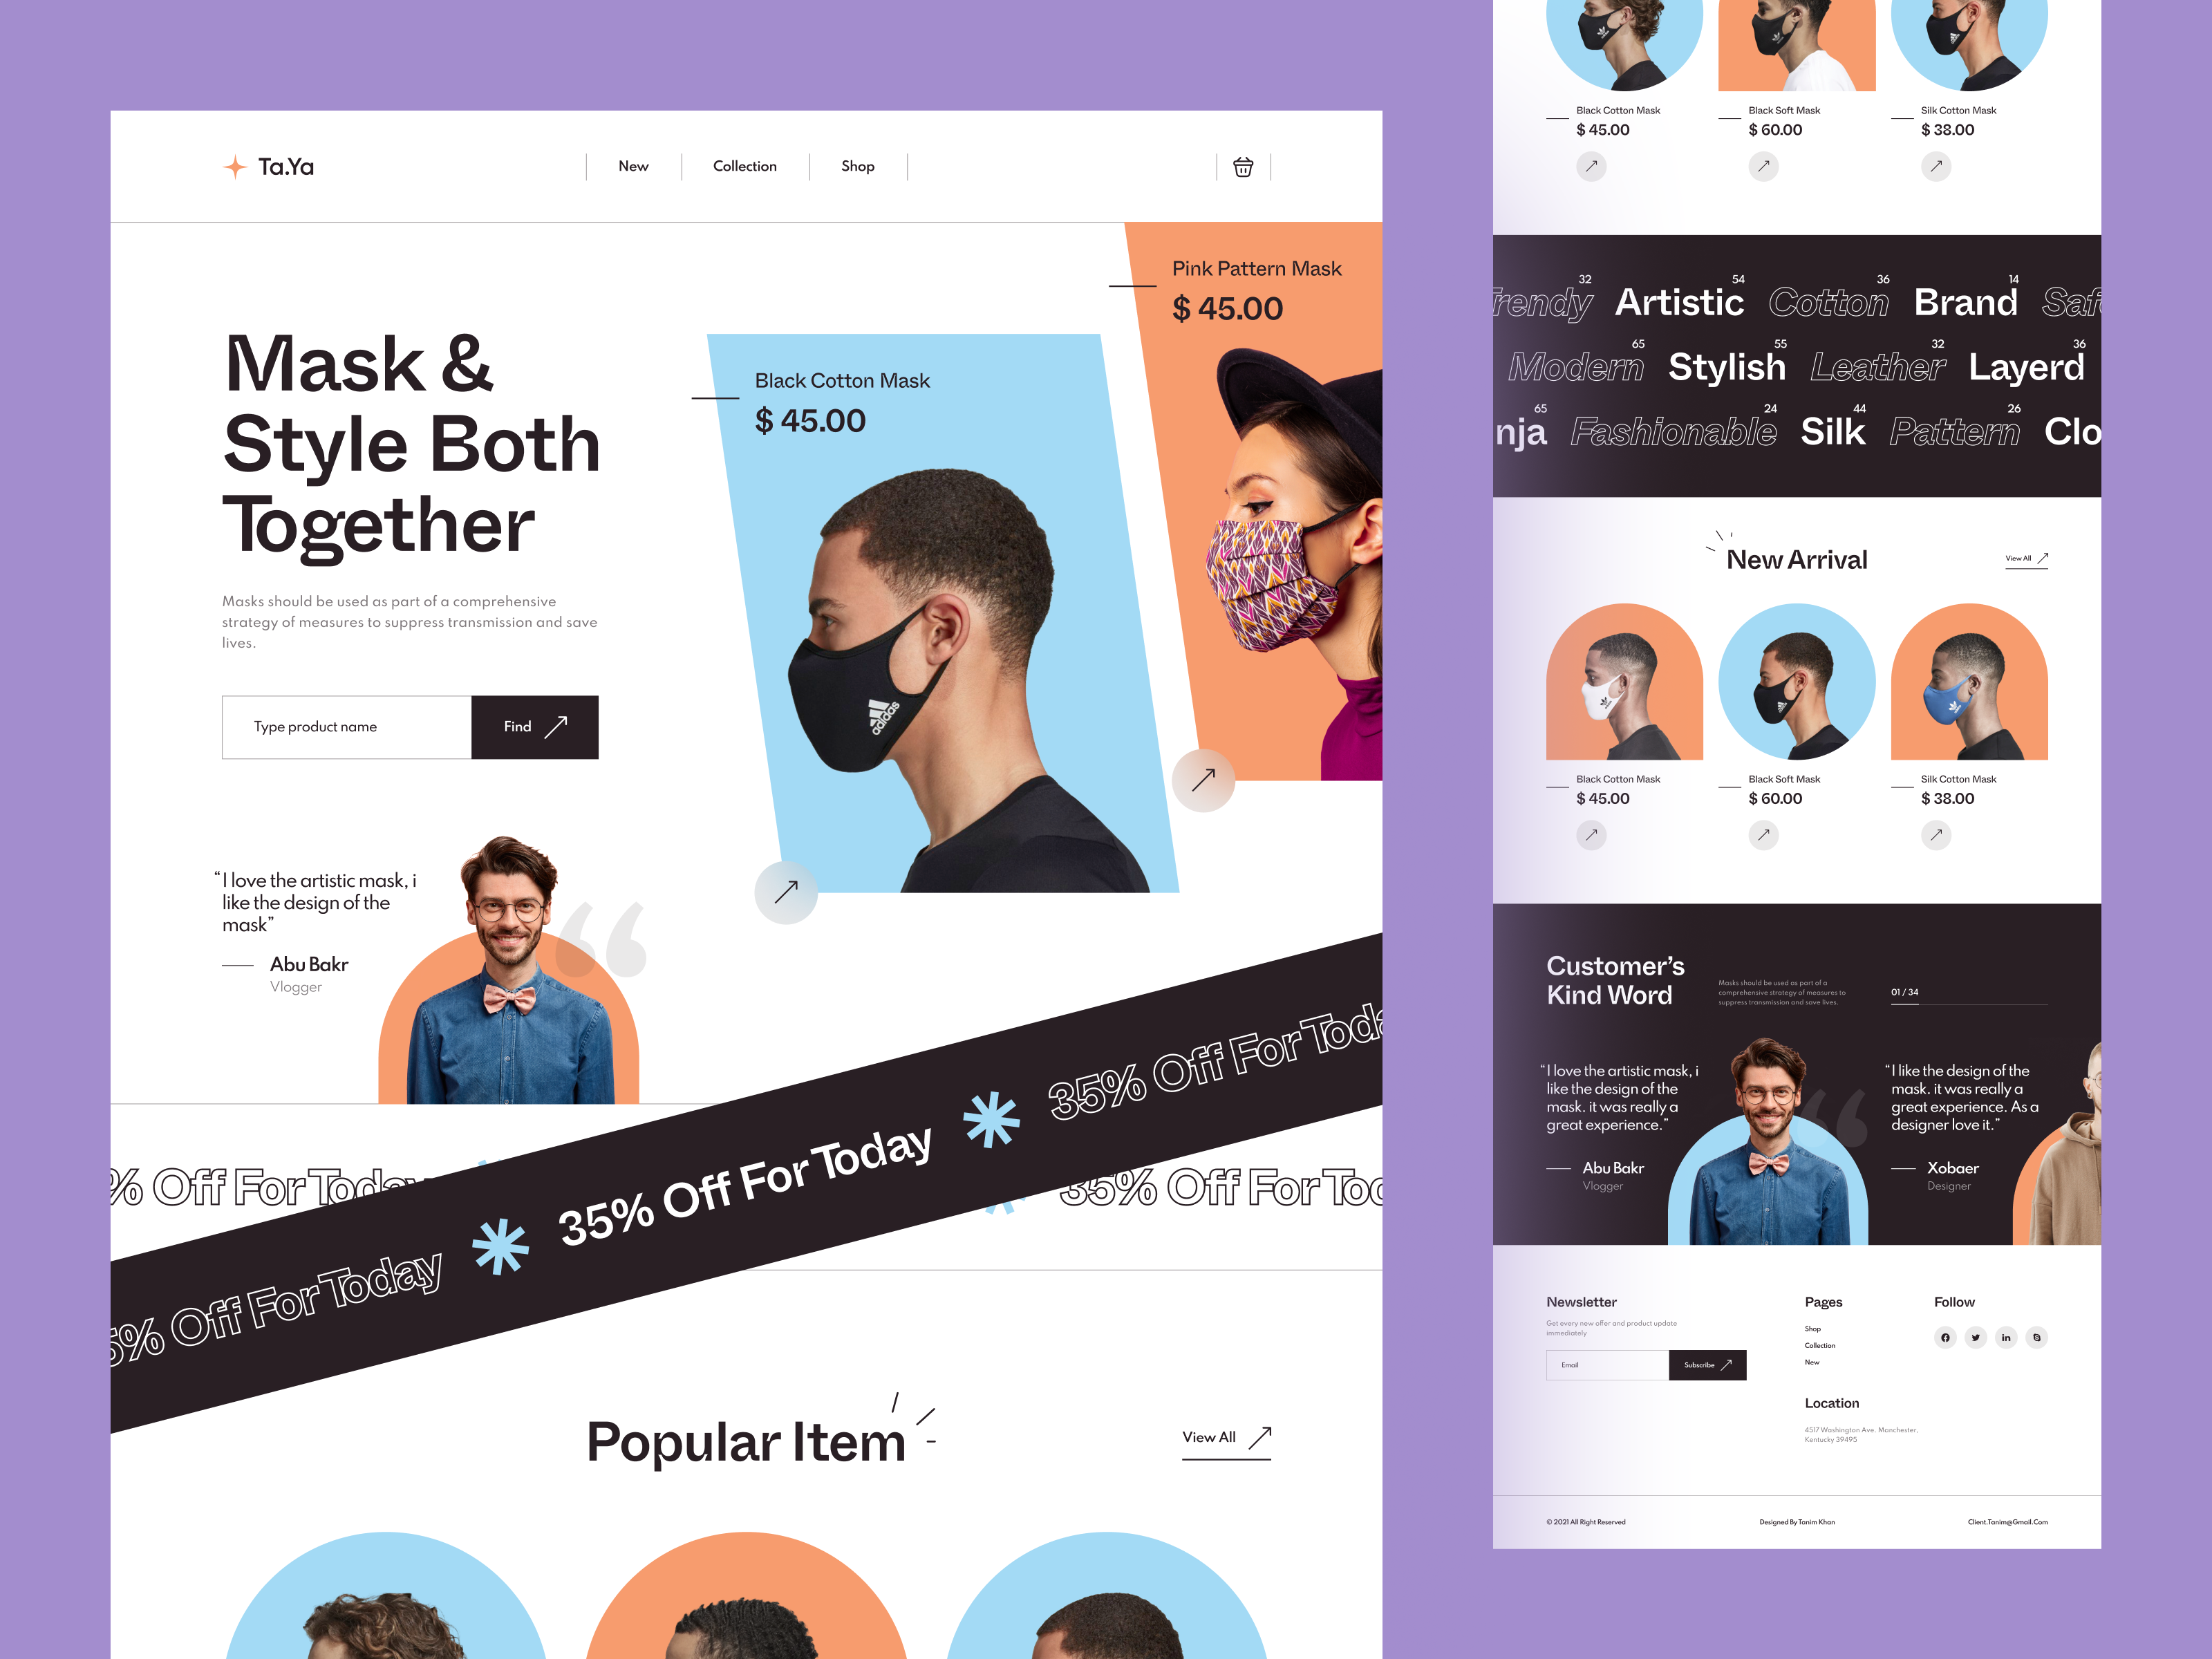 Ta.Ya
New
Collection
Shop
Mask &
Style Both
Together
Masks should be used as part of a comprehensive
strategy of measures to suppress transmission and save
lives.
Type product name
Find
Black Cotton Mask
$ 45.00
adidas
Pink Pattern Mask
$ 45.00
“I love the artistic mask, i
like the design of the
mask”
Abu Bakr
Vlogger
“
% Off For Today
35% Off For Too
5% Off For Today
35% Off For Today
35% Off For Toda
Popular Item
View All
Black Cotton Mask
$ 45.00
Black Soft Mask
$ 60.00
Silk Cotton Mask
$ 38.00
Trendy 32 Artistic 54 Cotton 36 Brand 14 Saf
Modern 65 Stylish 55 Leather 32 Layerd 36
nja 65 Fashionable 24 Silk 44 Pattern 26 Clo
New Arrival
View All
Black Cotton Mask
$ 45.00
Black Soft Mask
$ 60.00
Silk Cotton Mask
$ 38.00
Customer’s
Kind Word
Masks should be used as part of a
comprehensive strategy of measures to
suppress transmission and save lives.
01 / 34
“I love the artistic mask, i
like the design of the
mask. it was really a
great experience.”
Abu Bakr
Vlogger
“
“I like the design of the
mask. it was really a
great experience. As a
designer love it.”
Xobaer
Designer
Newsletter
Get every new offer and product update
immediately
Email
Subscribe
Pages
Shop
Collection
New
Location
4517 Washington Ave. Manchester,
Kentucky 39495
Follow
© 2021 All Right Reserved
Designed By Tanim Khan
Client.Tanim@Gmail.Com